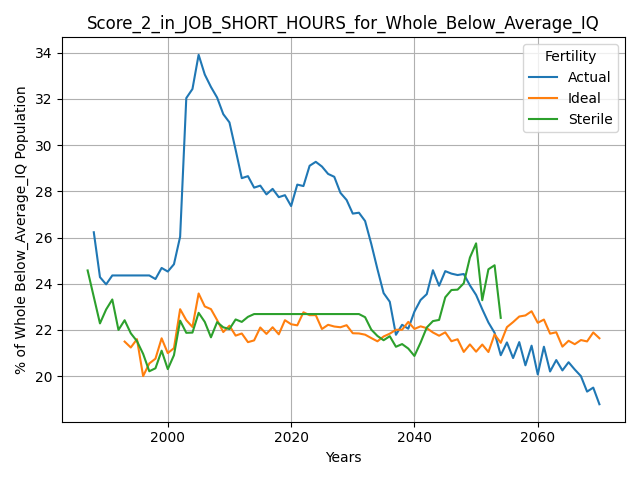 Score_2_in_JOB_SHORT_HOURS_for_Whole_Below_Average_IQ
% of Whole Below_Average_IQ Population
34
32
30
28
26
24
22
20
Fertility
Actual
Ideal
Sterile
2000
2020
2040
2060
Years